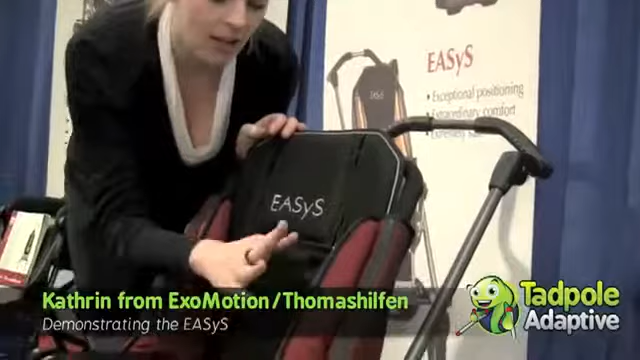 EASyS
• Exceptional positioning
• Extraordinary comfort
EASyS
Kathrin from ExoMotion/Thomashilfen
Demonstrating the EASyS
Tadpole
Adaptive